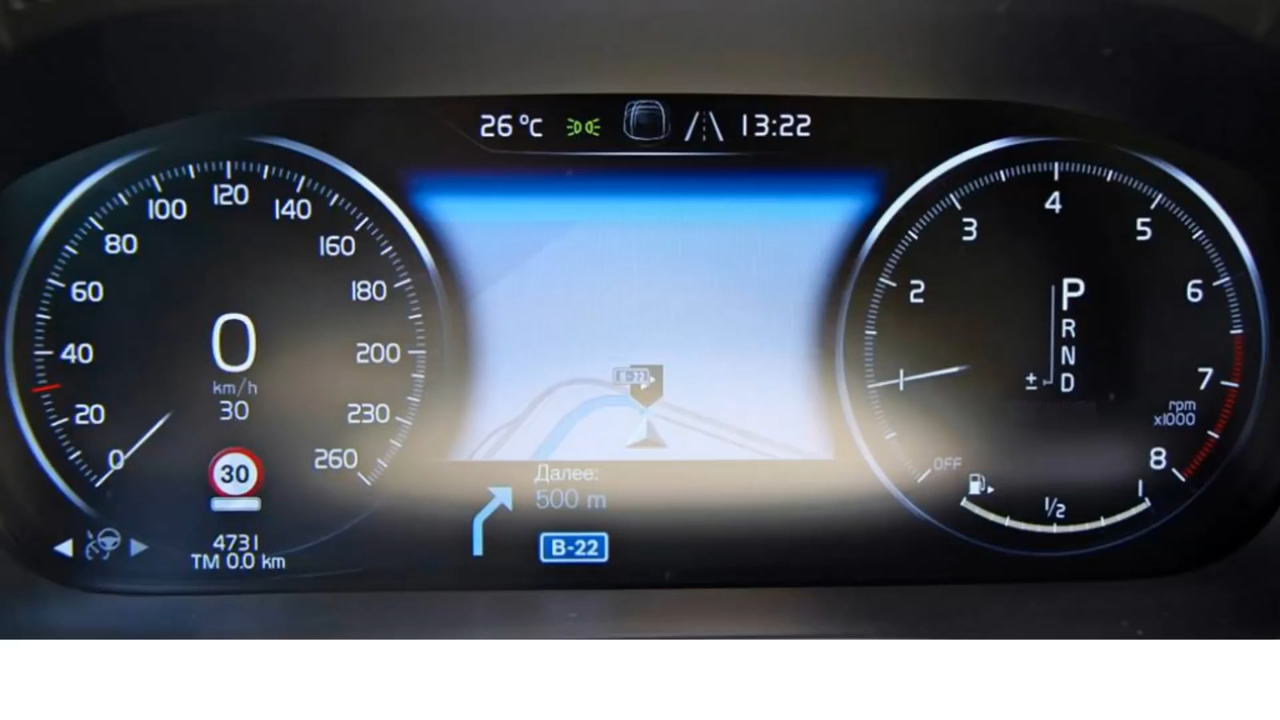 26 °C 13:22
0
20
40
60
80
100
120
140
160
180
200
230
260
0
km/h
30
30
4731
TM 0.0 km
B-22
Далее:
500 m
B-22
OFF
2
3
4
5
6
7
8
rpm
x1000
P
R
N
D
±
1/2
1